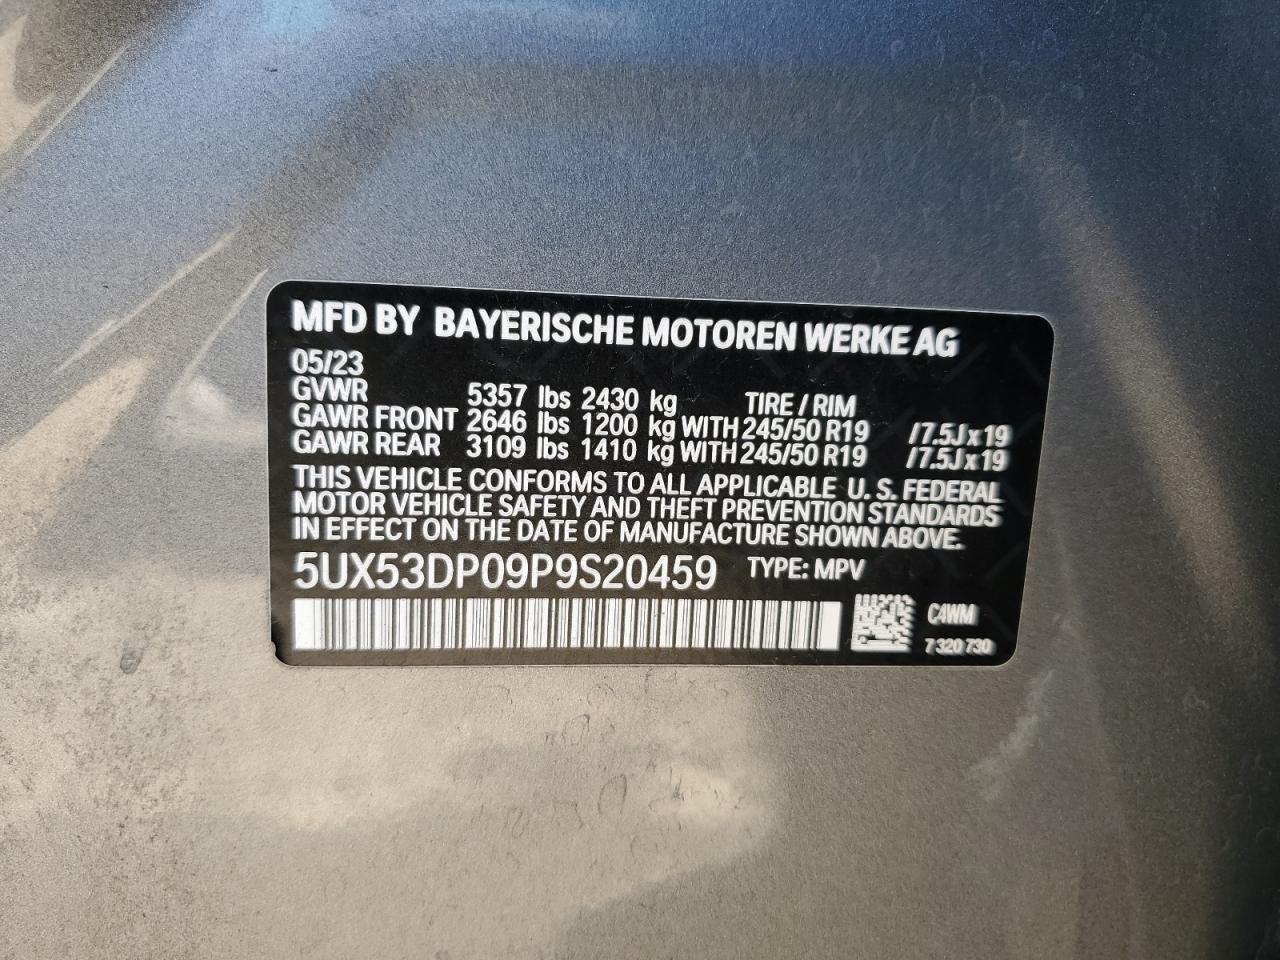 MFD BY BAYERISCHE MOTOREN WERKE AG
05/23
GVWR 5357 lbs 2430 kg TIRE / RIM
GAWR FRONT 2646 lbs 1200 kg WITH 245/50 R19 /7.5J x 19
GAWR REAR 3109 lbs 1410 kg WITH 245/50 R19 /7.5J x 19
THIS VEHICLE CONFORMS TO ALL APPLICABLE U. S. FEDERAL
MOTOR VEHICLE SAFETY AND THEFT PREVENTION STANDARDS
IN EFFECT ON THE DATE OF MANUFACTURE SHOWN ABOVE.
5UX53DP09P9S20459 TYPE: MPV
C4WM
7 320 730